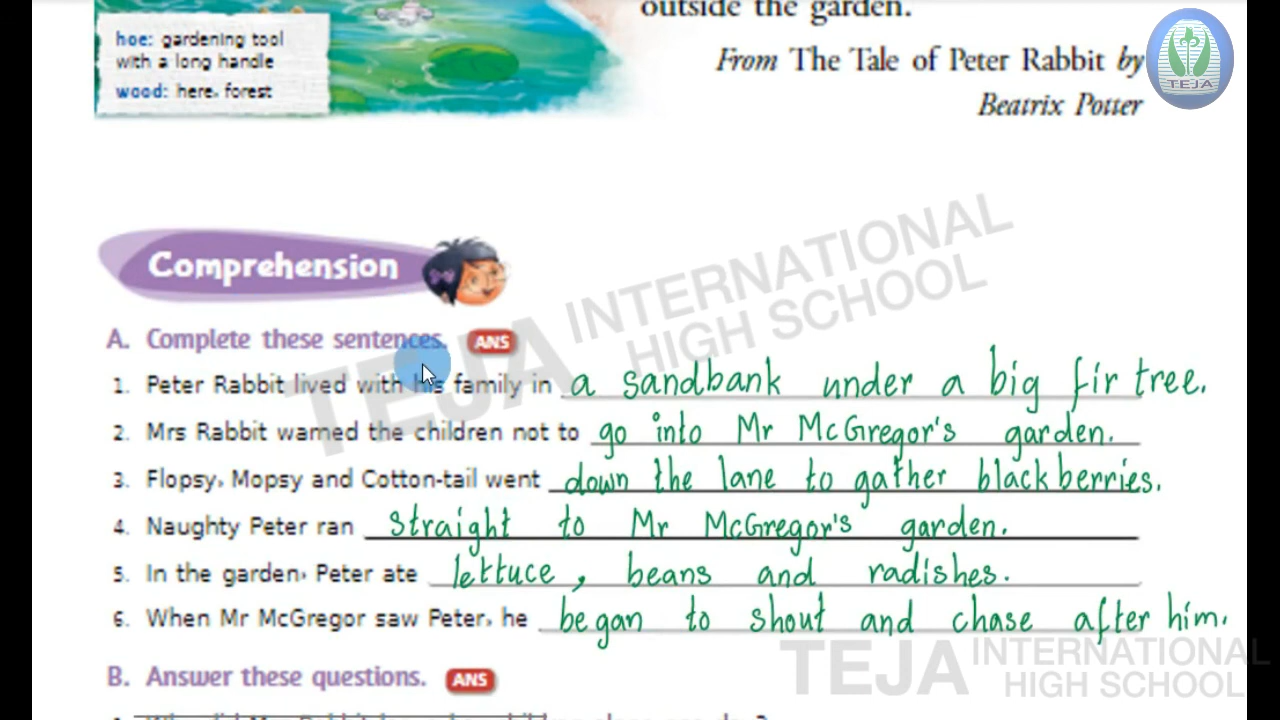 outside the garden.
hoe: gardening tool
with a long handle
wood: here, forest
From The Tale of Peter Rabbit by
Beatrix Potter
TEJA
Comprehension
TEJA INTERNATIONAL
HIGH SCHOOL
A. Complete these sentences. ANS
1. Peter Rabbit lived with his family in a sandbank under a big fir tree.
2. Mrs Rabbit warned the children not to go into Mr McGregor's garden.
3. Flopsy, Mopsy and Cotton-tail went down the lane to gather blackberries.
4. Naughty Peter ran straight to Mr McGregor's garden.
5. In the garden, Peter ate lettuce, beans and radishes.
6. When Mr McGregor saw Peter, he began to shout and chase after him.
TEJA INTERNATIONAL
HIGH SCHOOL
B. Answer these questions. ANS